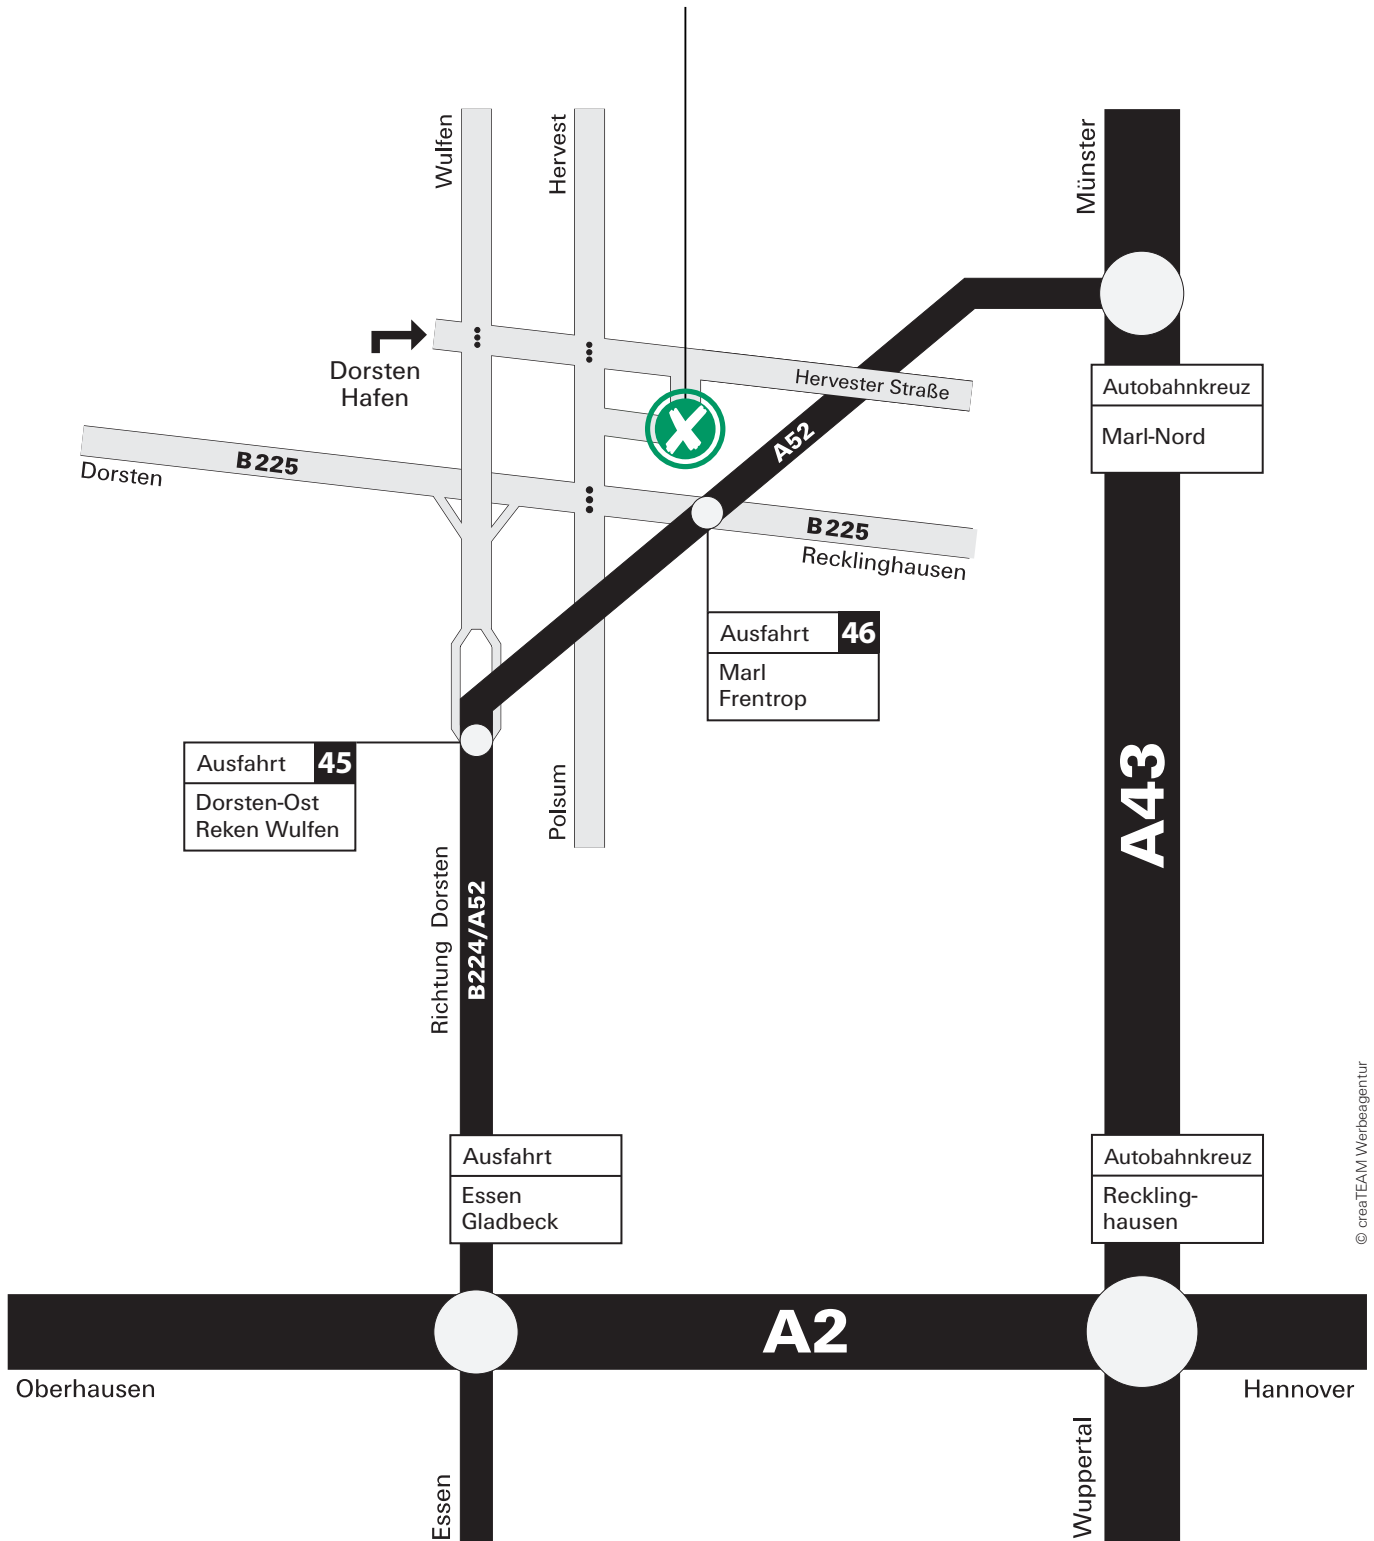 Wulfen
Hervest
Münster
Dorsten
Hafen
Hervester Straße
Autobahnkreuz
Marl-Nord
A52
B 225
Dorsten
B 225
Recklinghausen
Ausfahrt 46
Marl
Frentrop
Ausfahrt 45
Dorsten-Ost
Reken Wulfen
Polsum
A43
Richtung Dorsten
B224/A52
Ausfahrt
Essen
Gladbeck
Autobahnkreuz
Reckling-
hausen
© creaTEAM Werbeagentur
A2
Oberhausen
Hannover
Essen
Wuppertal